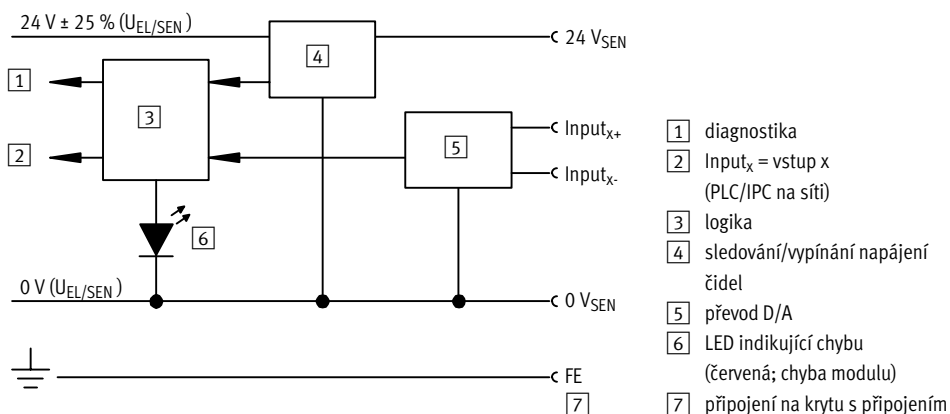 24 V ± 25 % (U_EL/SEN)
24 V_SEN
4
1
3
Input_x+
5
2
Input_x-
6
0 V (U_EL/SEN)
0 V_SEN
FE
7
1 diagnostika
2 Input_x = vstup x
(PLC/IPC na síti)
3 logika
4 sledování/vypínání napájení
čidel
5 převod D/A
6 LED indikující chybu
(červená; chyba modulu)
7 připojení na krytu s připojením